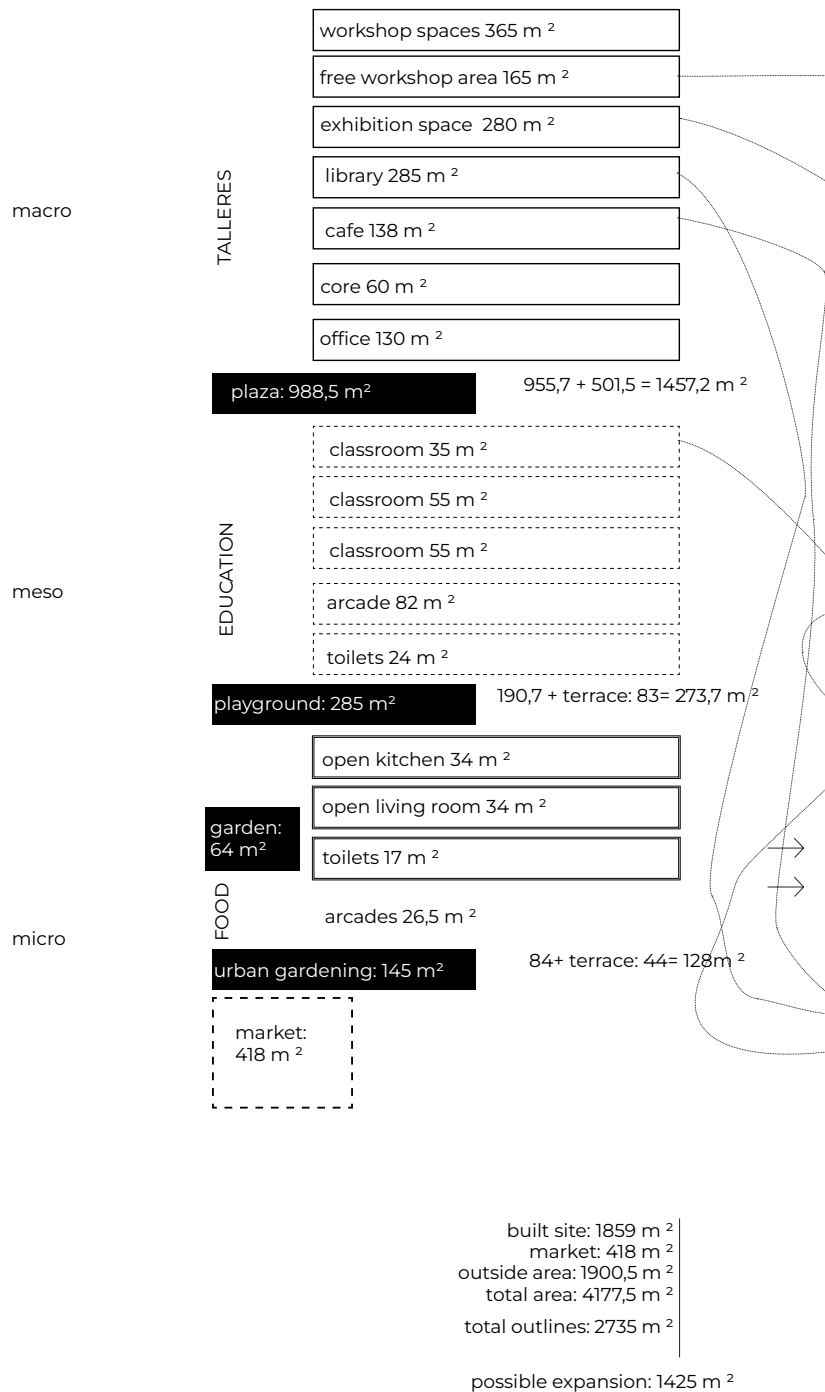 workshop spaces 365 m ²
free workshop area 165 m ²
exhibition space  280 m ²
library 285 m ²
macro
TALLERES
cafe 138 m ²
core 60 m ²
office 130 m ²
plaza: 988,5 m²
955,7 + 501,5 = 1457,2 m ²
classroom 35 m ²
classroom 55 m ²
classroom 55 m ²
meso
EDUCATION
arcade 82 m ²
toilets 24 m ²
playground: 285 m²
190,7 + terrace: 83= 273,7 m ²
open kitchen 34 m ²
open living room 34 m ²
garden:
64 m²
toilets 17 m ²
micro
FOOD
arcades 26,5 m ²
urban gardening: 145 m²
84+ terrace: 44= 128m ²
market:
418 m ²
built site: 1859 m ²
market: 418 m ²
outside area: 1900,5 m ²
total area: 4177,5 m ²
total outlines: 2735 m ²
possible expansion: 1425 m ²